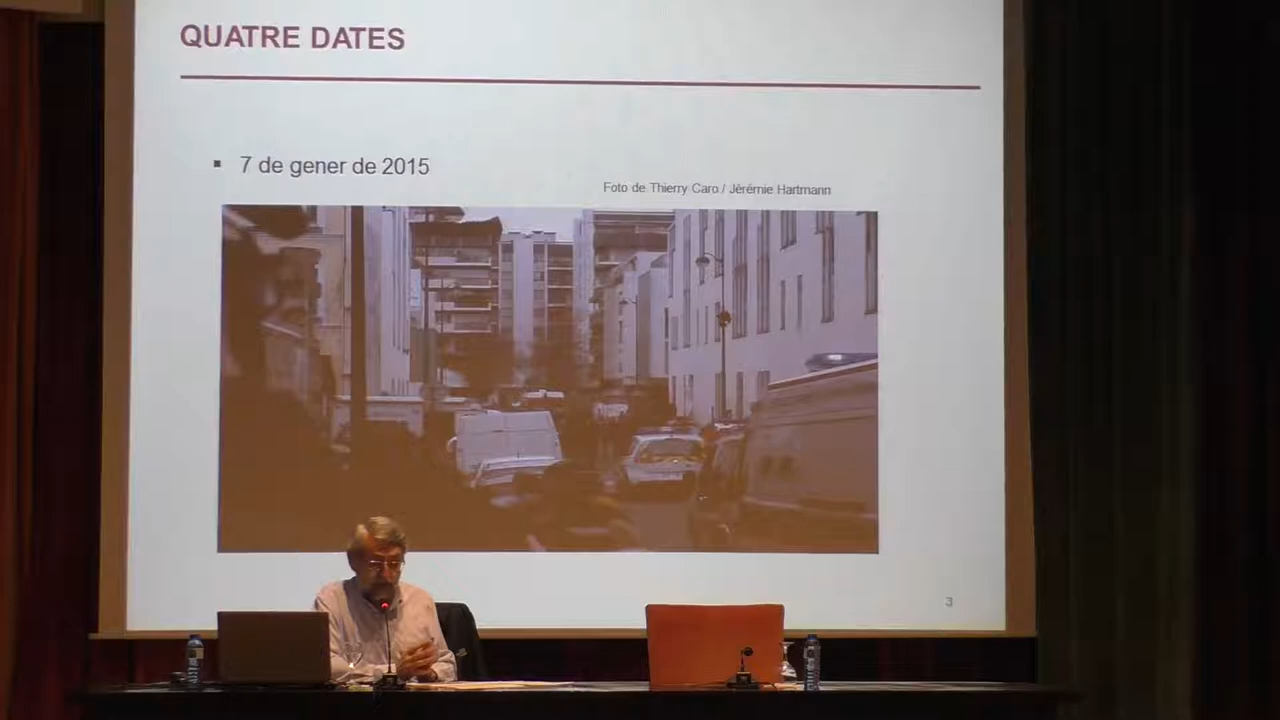 QUATRE DATES
▪ 7 de gener de 2015
Foto de Thierry Caro / Jérémie Hartmann
3